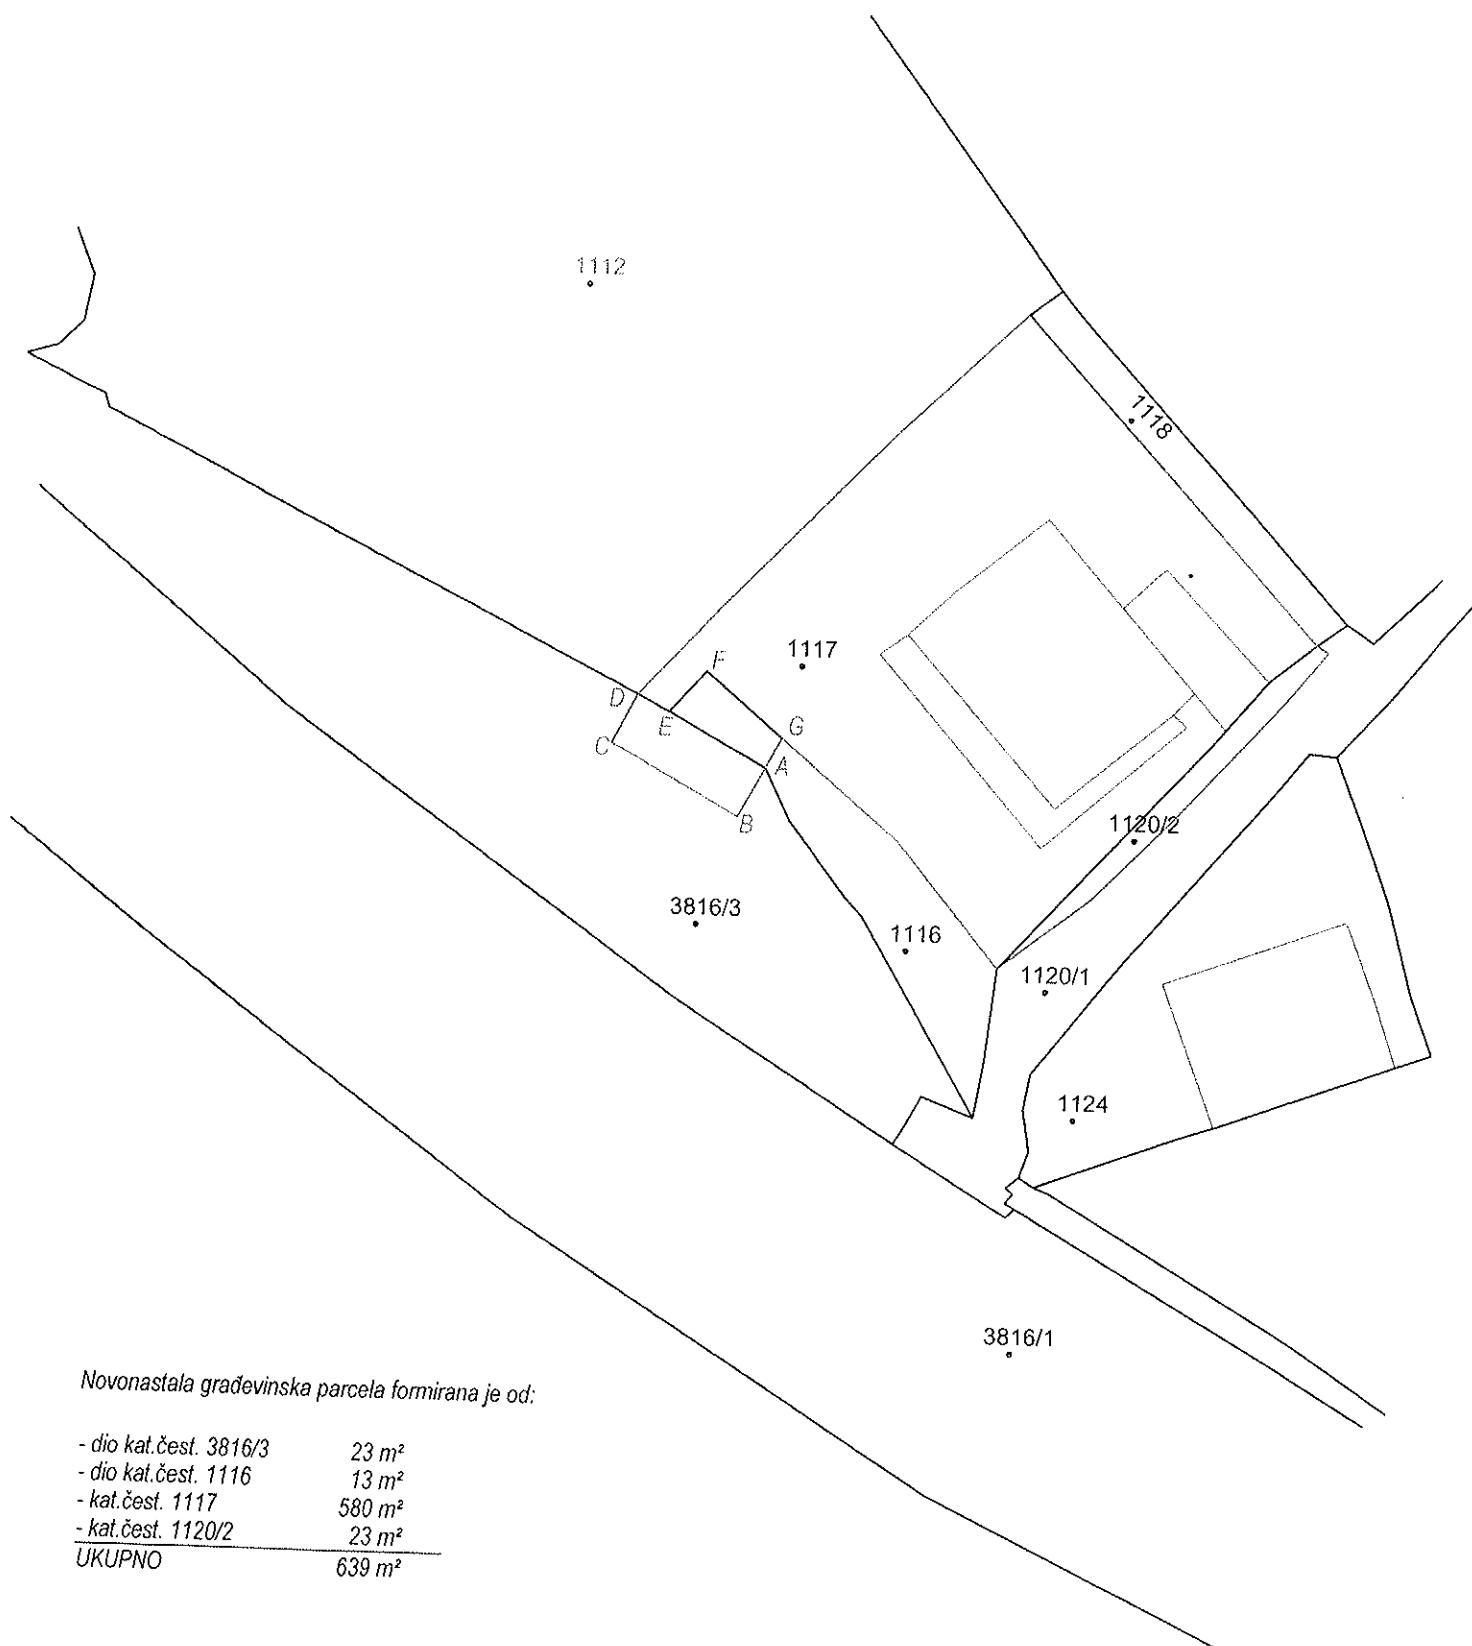 1112
1118
1117
F
D
E
G
C
A
B
1120/2
3816/3
1116
1120/1
1124
3816/1
Novonastala građevinska parcela formirana je od:
- dio kat.čest. 3816/3 23 m²
- dio kat.čest. 1116 13 m²
- kat.čest. 1117 580 m²
- kat.čest. 1120/2 23 m²
UKUPNO 639 m²